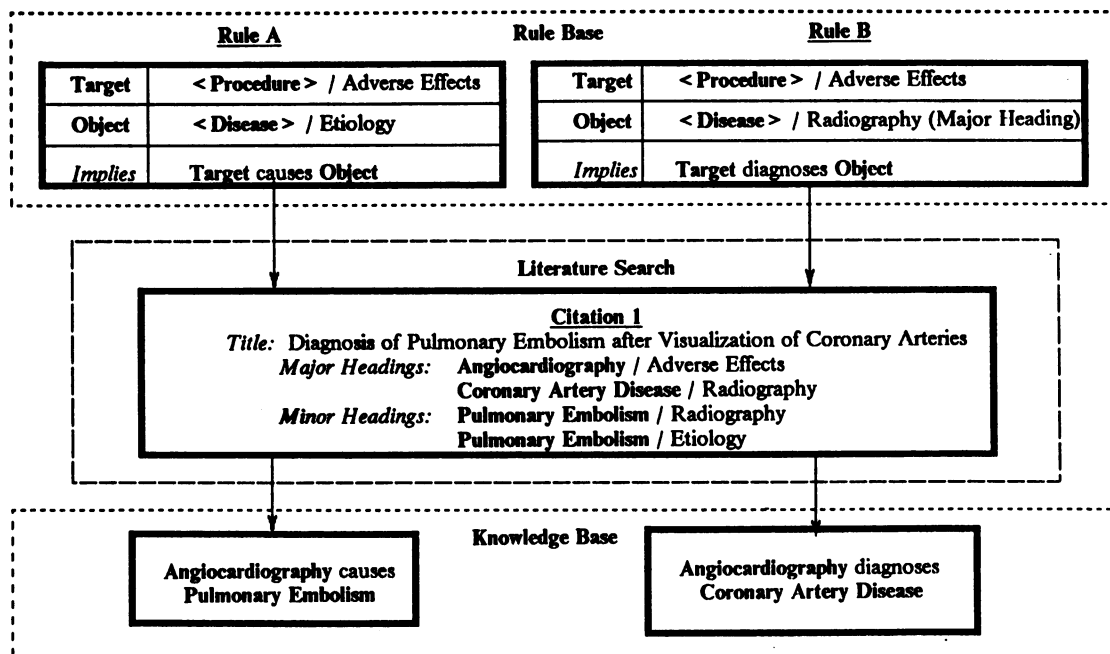 Rule A Rule Base Rule B
Target <Procedure> / Adverse Effects
Object <Disease> / Etiology
Implies Target causes Object
Target <Procedure> / Adverse Effects
Object <Disease> / Radiography (Major Heading)
Implies Target diagnoses Object
Literature Search
Citation 1
Title: Diagnosis of Pulmonary Embolism after Visualization of Coronary Arteries
Major Headings: Angiocardiography / Adverse Effects
Coronary Artery Disease / Radiography
Minor Headings: Pulmonary Embolism / Radiography
Pulmonary Embolism / Etiology
Knowledge Base
Angiocardiography causes
Pulmonary Embolism
Angiocardiography diagnoses
Coronary Artery Disease